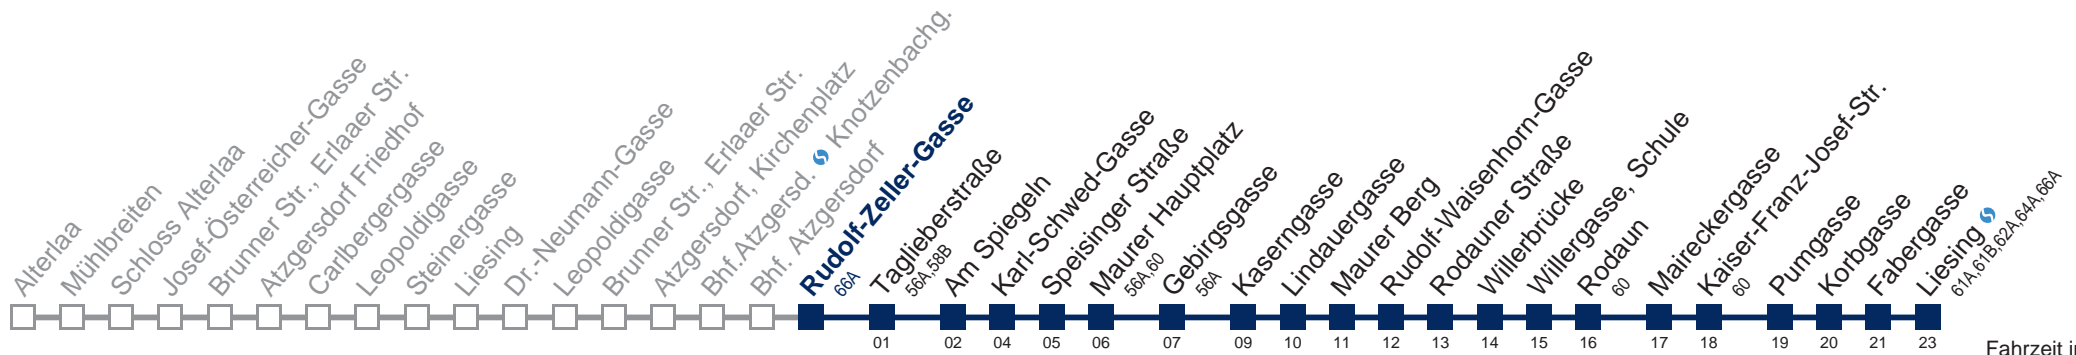 Alterlaa
Mühlbreiten
Schloss Alterlaa
Josef-Österreicher-Gasse
Brunner Str., Erlaaer Str.
Atzgersdorf Friedhof
Carlbergergasse
Leopoldigasse
Steinergasse
Liesing
Dr.-Neumann-Gasse
Leopoldigasse
Brunner Str., Erlaaer Str.
Atzgersdorf, Kirchenplatz
Bhf.Atzgersd. Knotzenbachg.
Bhf. Atzgersdorf
Rudolf-Zeller-Gasse
66A
Taglieberstraße
56A,58B
Am Spiegeln
Karl-Schwed-Gasse
Speisinger Straße
Maurer Hauptplatz
56A,60
Gebirgsgasse
56A
Kaserngasse
Lindauergasse
Maurer Berg
Rudolf-Waisenhorn-Gasse
Rodauner Straße
Willerbrücke
Willergasse, Schule
Rodaun
60
Maireckergasse
Kaiser-Franz-Josef-Str.
60
Pumgasse
Korbgasse
Fabergasse
Liesing
61A,61B,62A,64A,66A
01 02 04 05 06 07 09 10 11 12 13 14 15 16 17 18 19 20 21 23
Fahrzeit